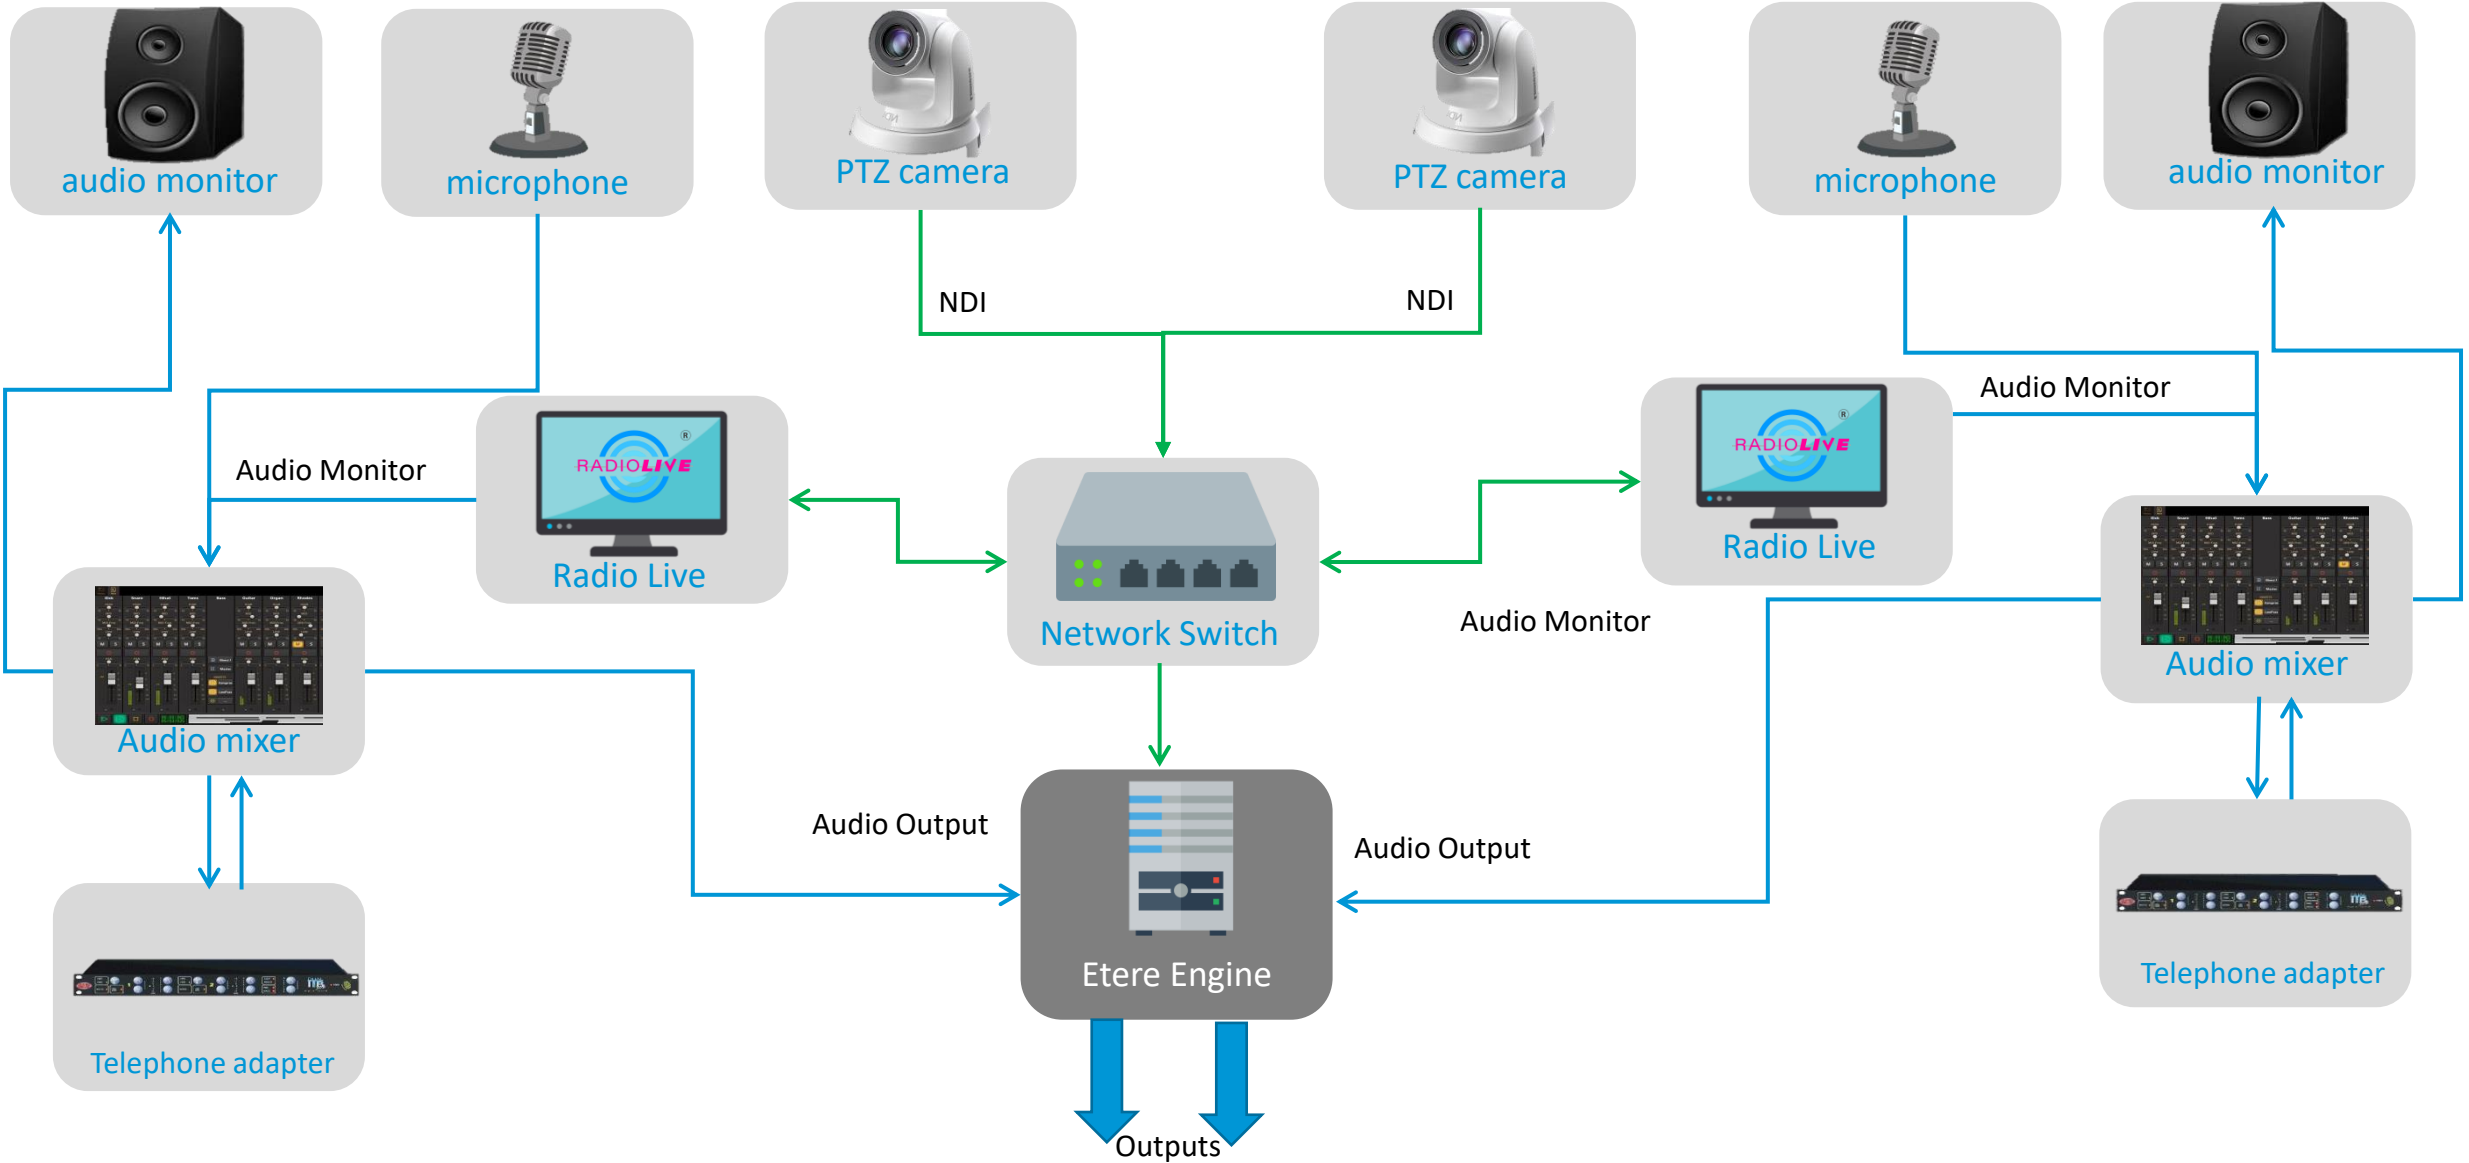 audio monitor
microphone
PTZ camera
PTZ camera
microphone
audio monitor
NDI
NDI
Audio Monitor
RADIOLIVE
®
Radio Live
Audio Monitor
RADIOLIVE
®
Radio Live
Network Switch
Audio Monitor
Audio mixer
Audio mixer
Audio Output
Audio Output
Etere Engine
Telephone adapter
Telephone adapter
Outputs